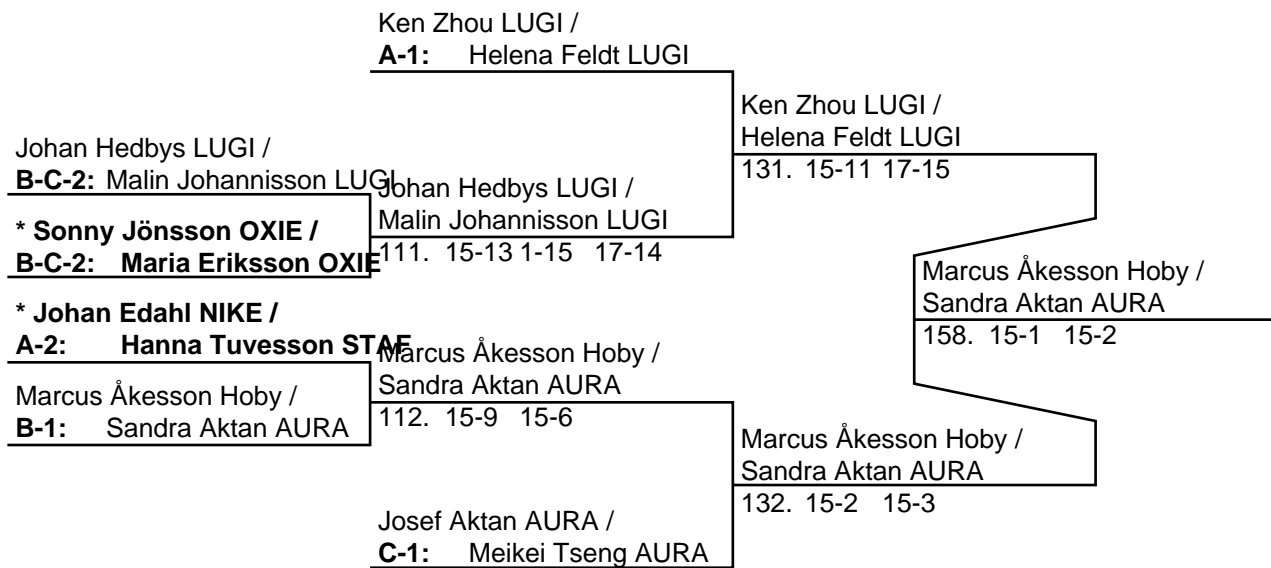 Ken Zhou LUGI /
A-1: Helena Feldt LUGI
Ken Zhou LUGI /
Helena Feldt LUGI
131. 15-11 17-15
Johan Hedbys LUGI /
B-C-2: Malin Johannisson LUGI
Johan Hedbys LUGI /
Malin Johannisson LUGI
111. 15-13 1-15 17-14
* Sonny Jönsson OXIE /
B-C-2: Maria Eriksson OXIE
Marcus Åkesson Hoby /
Sandra Aktan AURA
158. 15-1 15-2
* Johan Edahl NIKE /
A-2: Hanna Tuvesson STAF
Marcus Åkesson Hoby /
Sandra Aktan AURA
112. 15-9 15-6
Marcus Åkesson Hoby /
B-1: Sandra Aktan AURA
Marcus Åkesson Hoby /
Sandra Aktan AURA
132. 15-2 15-3
Josef Aktan AURA /
C-1: Meikei Tseng AURA